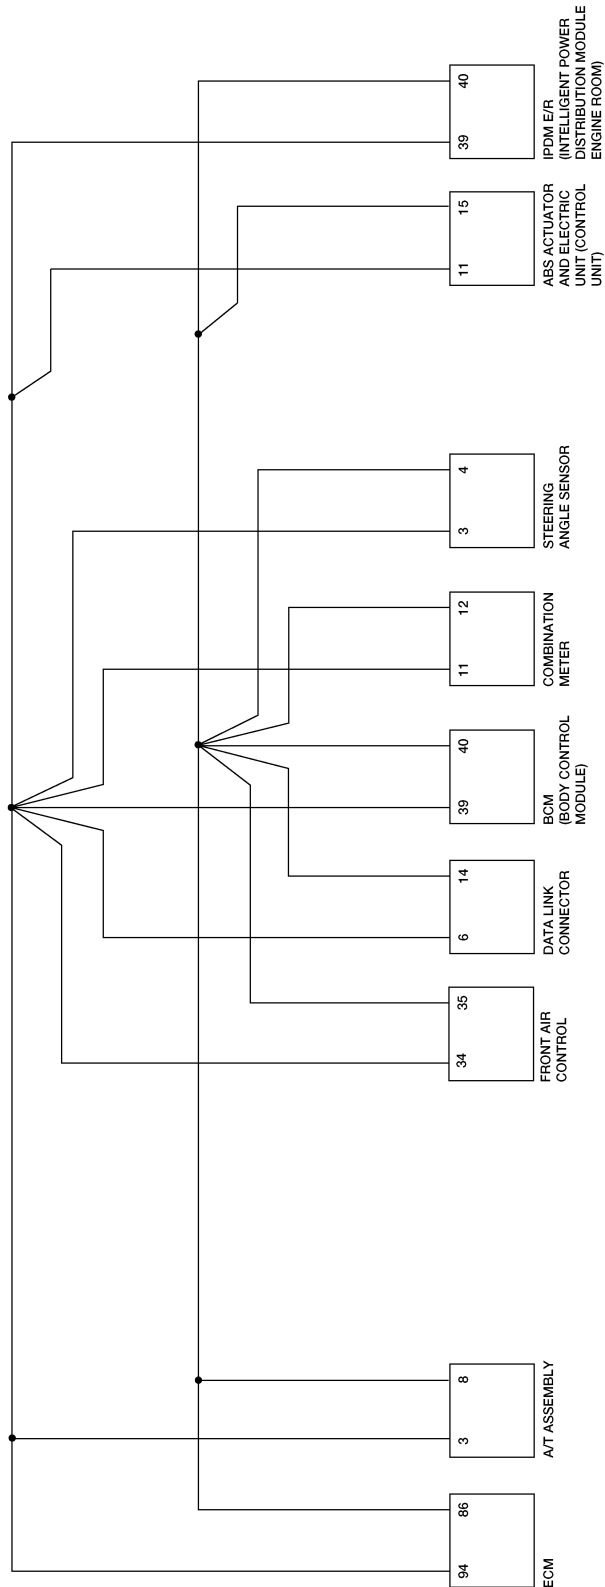 40
39
IPDM E/R
(INTELLIGENT POWER
DISTRIBUTION MODULE
ENGINE ROOM)
15
11
ABS ACTUATOR
AND ELECTRIC
UNIT (CONTROL
UNIT)
4
3
STEERING
ANGLE SENSOR
12
11
COMBINATION
METER
40
39
BCM
(BODY CONTROL
MODULE)
14
6
DATA LINK
CONNECTOR
35
34
FRONT AIR
CONTROL
8
3
A/T ASSEMBLY
86
94
ECM